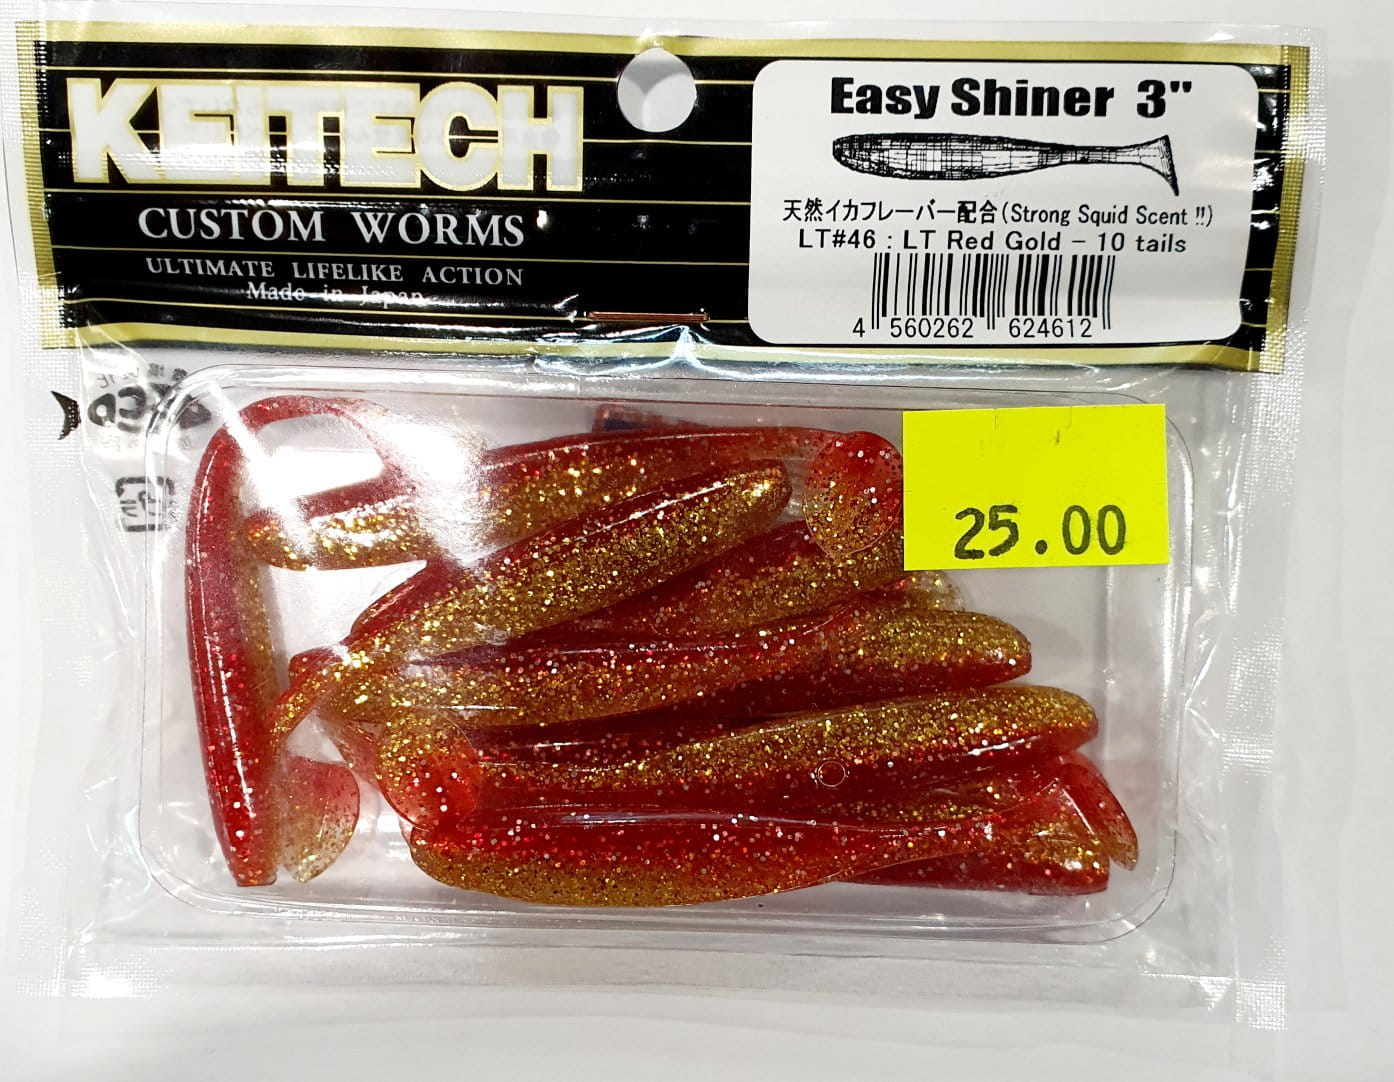 KEITECH
CUSTOM WORMS
ULTIMATE LIFELIKE ACTION
Made in Japan
Easy Shiner 3"
天然イカフレーバー配合(Strong Squid Scent !!)
LT#46 : LT Red Gold - 10 tails
4 560262 624612
25.00